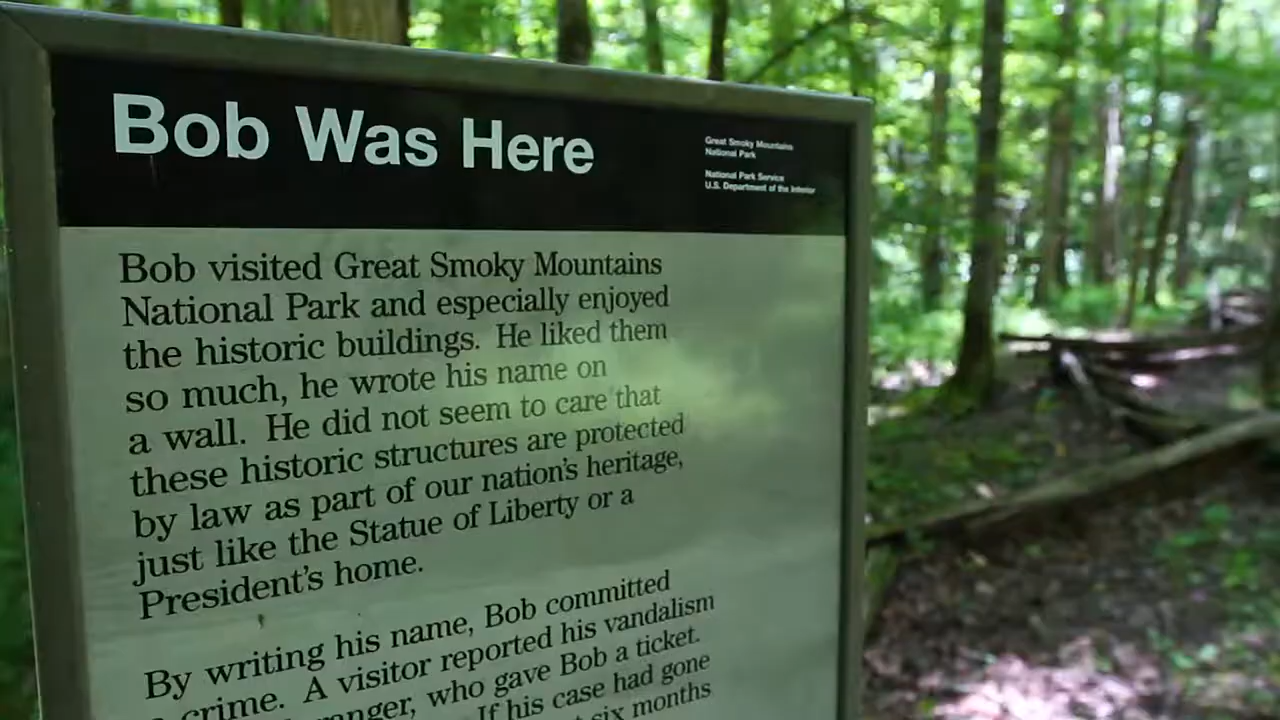 Bob Was Here
Great Smoky Mountains
National Park
National Park Service
U.S. Department of the Interior
Bob visited Great Smoky Mountains
National Park and especially enjoyed
the historic buildings. He liked them
so much, he wrote his name on
a wall. He did not seem to care that
these historic structures are protected
by law as part of our nation's heritage,
just like the Statue of Liberty or a
President's home.
By writing his name, Bob committed
crime. A visitor reported his vandalism
who gave Bob a ticket.
If his case had gone
six months